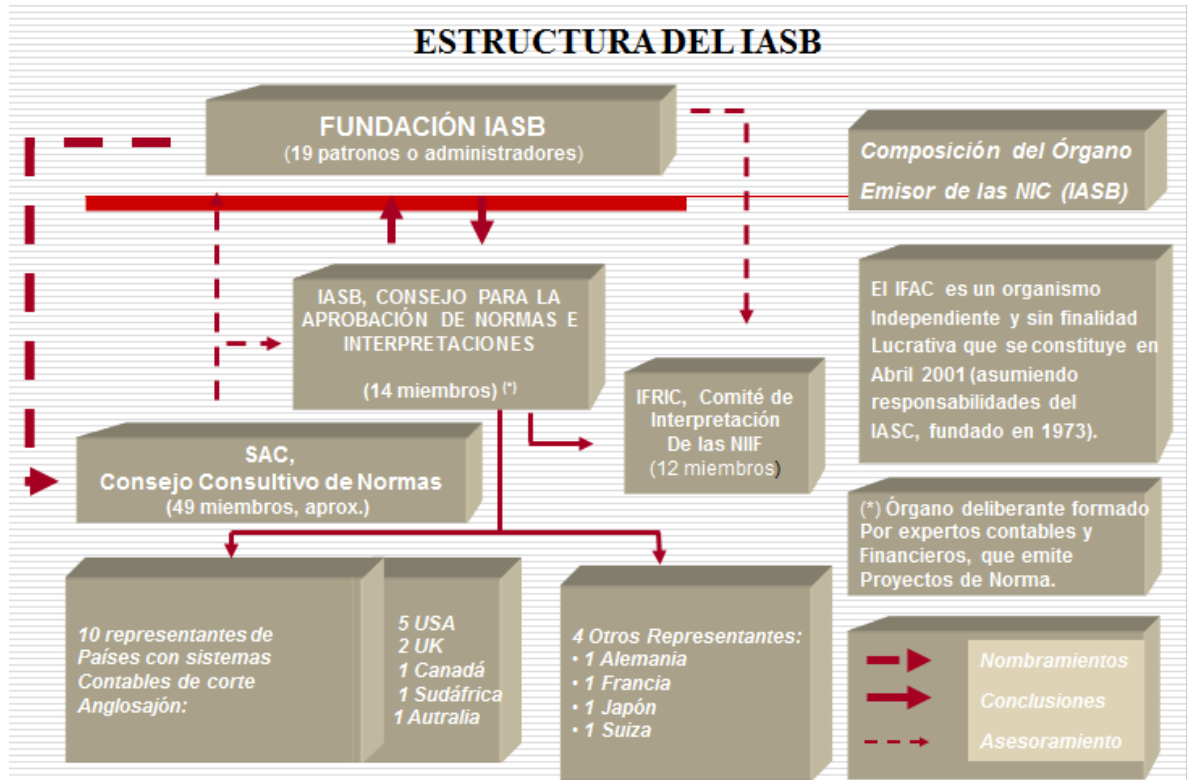 ESTRUCTURA DEL IASB
FUNDACIÓN IASB
(19 patronos o administradores)
Composición del Órgano
Emisor de las NIC (IASB)
IASB, CONSEJO PARA LA
APROBACIÓN DE NORMAS E
INTERPRETACIONES
(14 miembros) (*)
El IFAC es un organismo
Independiente y sin finalidad
Lucrativa que se constituye en
Abril 2001 (asumiendo
responsabilidades del
IASC, fundado en 1973).
IFRIC, Comité de
Interpretación
De las NIIF
(12 miembros)
SAC,
Consejo Consultivo de Normas
(49 miembros, aprox.)
(*) Órgano deliberante formado
Por expertos contables y
Financieros, que emite
Proyectos de Norma.
10 representantes de
Países con sistemas
Contables de corte
Anglosajón:
5 USA
2 UK
1 Canadá
1 Sudáfrica
1 Autralia
4 Otros Representantes:
• 1 Alemania
• 1 Francia
• 1 Japón
• 1 Suiza
Nombramientos
Conclusiones
Asesoramiento